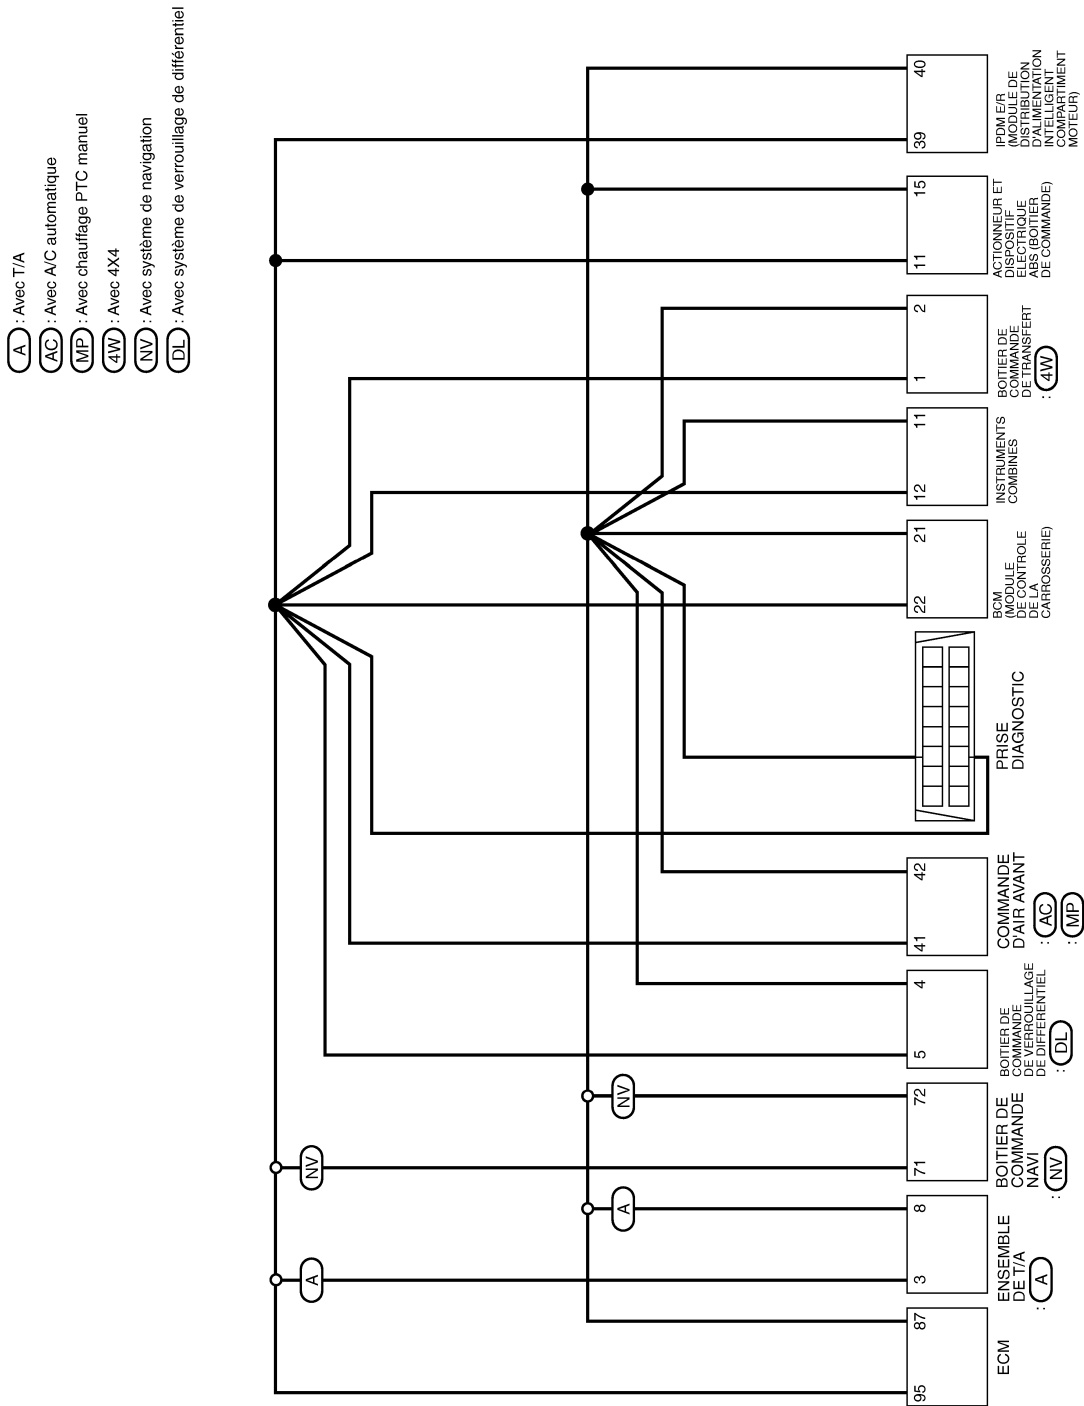 A : Avec T/A
AC : Avec A/C automatique
MP : Avec chauffage PTC manuel
4W : Avec 4X4
NV : Avec système de navigation
DL : Avec système de verrouillage de différentiel
NV
A
NV
A
95
87
3
8
71
72
5
4
41
42
22
21
12
11
1
2
11
15
39
40
ECM
ENSEMBLE
DE T/A
: A
BOITIER DE
COMMANDE
NAVI
: NV
BOITIER DE
COMMANDE
DE VERROUILLAGE
DE DIFFERENTIEL
: DL
COMMANDE
D'AIR AVANT
: AC
: MP
PRISE
DIAGNOSTIC
BCM
(MODULE
DE CONTROLE
DE LA
CARROSSERIE)
INSTRUMENTS
COMBINES
BOITIER DE
COMMANDE
DE TRANSFERT
: 4W
ACTIONNEUR ET
DISPOSITIF
ELECTRIQUE
ABS (BOITIER
DE COMMANDE)
IPDM E/R
(MODULE DE
DISTRIBUTION
D'ALIMENTATION
INTELLIGENT
COMPARTIMENT
MOTEUR)